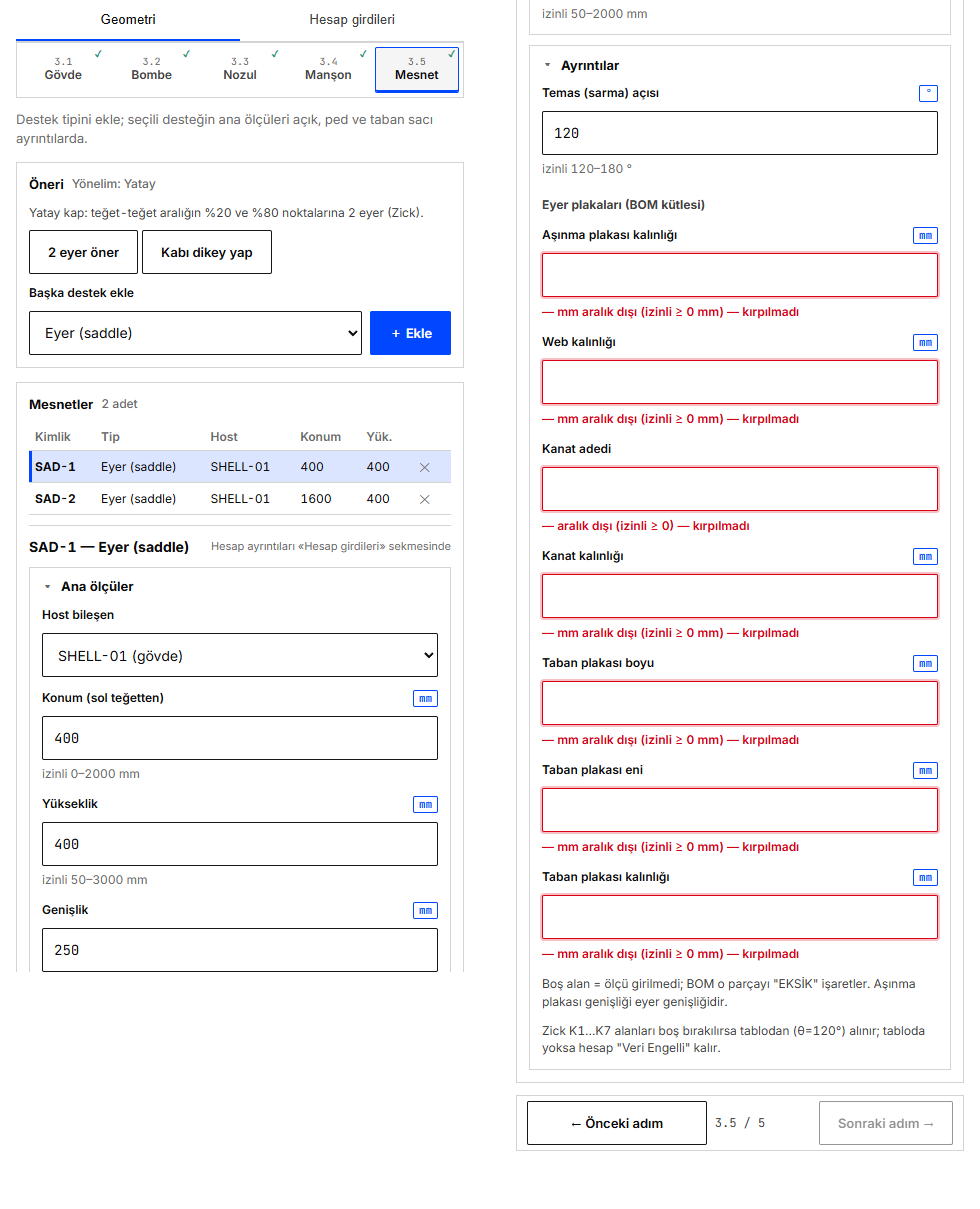 Geometri
Hesap girdileri
3.1 ✓
Gövde
3.2 ✓
Bombe
3.3 ✓
Nozul
3.4 ✓
Manşon
3.5 ✓
Mesnet
Destek tipini ekle; seçili desteğin ana ölçüleri açık, ped ve taban sacı
ayrıntılarda.
Öneri Yönelim: Yatay
Yatay kap: teğet-teğet aralığın %20 ve %80 noktalarına 2 eyer (Zick).
2 eyer öner
Kabı dikey yap
Başka destek ekle
Eyer (saddle)
+ Ekle
Mesnetler 2 adet
Kimlik Tip Host Konum Yük.
SAD-1 Eyer (saddle) SHELL-01 400 400 ×
SAD-2 Eyer (saddle) SHELL-01 1600 400 ×
SAD-1 — Eyer (saddle) Hesap ayrıntıları «Hesap girdileri» sekmesinde
Ana ölçüler
Host bileşen
SHELL-01 (gövde)
Konum (sol teğetten) mm
400
izinli 0–2000 mm
Yükseklik mm
400
izinli 50–3000 mm
Genişlik mm
250
izinli 50–2000 mm
Ayrıntılar
Temas (sarma) açısı °
120
izinli 120–180 °
Eyer plakaları (BOM kütlesi)
Aşınma plakası kalınlığı mm
— mm aralık dışı (izinli ≥ 0 mm) — kırpılmadı
Web kalınlığı mm
— mm aralık dışı (izinli ≥ 0 mm) — kırpılmadı
Kanat adedi
— aralık dışı (izinli ≥ 0) — kırpılmadı
Kanat kalınlığı mm
— mm aralık dışı (izinli ≥ 0 mm) — kırpılmadı
Taban plakası boyu mm
— mm aralık dışı (izinli ≥ 0 mm) — kırpılmadı
Taban plakası eni mm
— mm aralık dışı (izinli ≥ 0 mm) — kırpılmadı
Taban plakası kalınlığı mm
— mm aralık dışı (izinli ≥ 0 mm) — kırpılmadı
Boş alan = ölçü girilmedi; BOM o parçayı "EKSİK" işaretler. Aşınma
plakası genişliği eyer genişliğidir.
Zick K1...K7 alanları boş bırakılırsa tablodan (θ=120°) alınır; tabloda
yoksa hesap "Veri Engelli" kalır.
← Önceki adım
3.5 / 5
Sonraki adım →